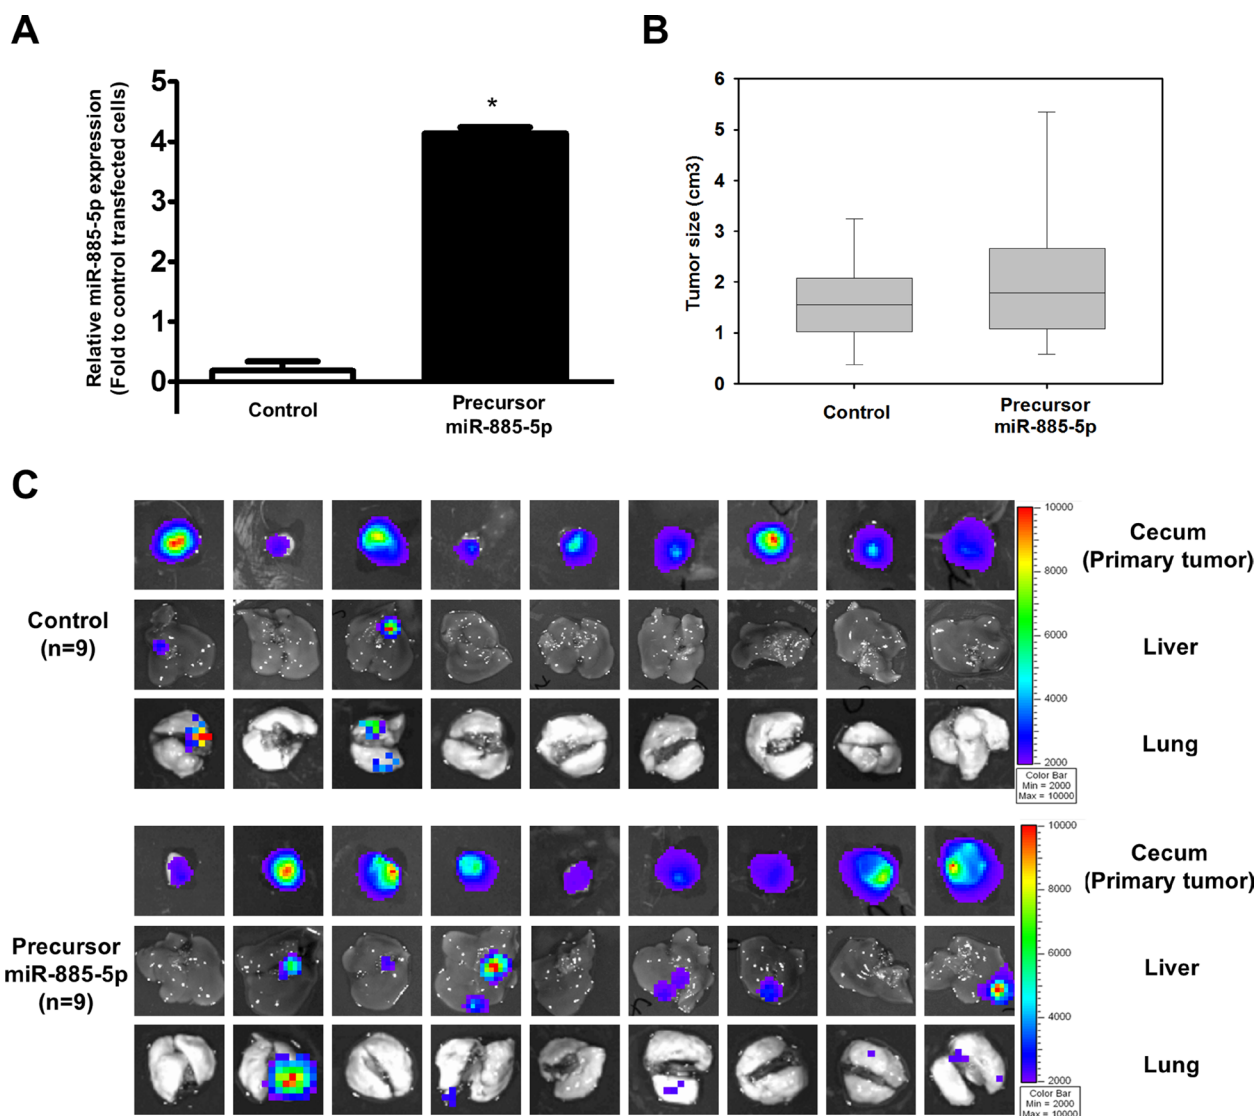 A
Relative miR-885-5p expression
(Fold to control transfected cells)
5
4
3
2
1
0
*
Control
Precursor
miR-885-5p
B
Tumor size (cm3)
6
5
4
3
2
1
0
Control
Precursor
miR-885-5p
C
Control
(n=9)
10000
8000
6000
4000
2000
Color Bar
Min = 2000
Max = 10000
Cecum
(Primary tumor)
Liver
Lung
Precursor
miR-885-5p
(n=9)
10000
8000
6000
4000
2000
Color Bar
Min = 2000
Max = 10000
Cecum
(Primary tumor)
Liver
Lung